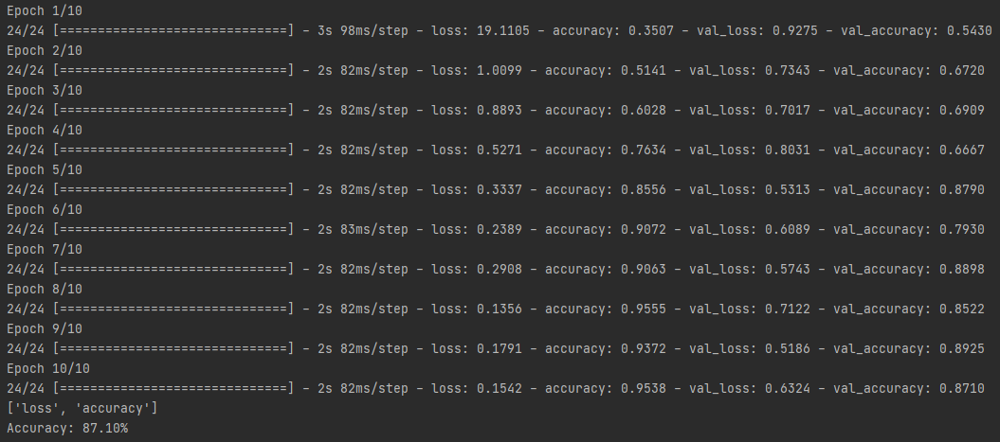 Epoch 1/10
24/24 [==============================] - 3s 98ms/step - loss: 19.1105 - accuracy: 0.3507 - val_loss: 0.9275 - val_accuracy: 0.5430
Epoch 2/10
24/24 [==============================] - 2s 82ms/step - loss: 1.0099 - accuracy: 0.5141 - val_loss: 0.7343 - val_accuracy: 0.6720
Epoch 3/10
24/24 [==============================] - 2s 82ms/step - loss: 0.8893 - accuracy: 0.6028 - val_loss: 0.7017 - val_accuracy: 0.6909
Epoch 4/10
24/24 [==============================] - 2s 82ms/step - loss: 0.5271 - accuracy: 0.7634 - val_loss: 0.8031 - val_accuracy: 0.6667
Epoch 5/10
24/24 [==============================] - 2s 82ms/step - loss: 0.3337 - accuracy: 0.8556 - val_loss: 0.5313 - val_accuracy: 0.8790
Epoch 6/10
24/24 [==============================] - 2s 83ms/step - loss: 0.2389 - accuracy: 0.9072 - val_loss: 0.6089 - val_accuracy: 0.7930
Epoch 7/10
24/24 [==============================] - 2s 82ms/step - loss: 0.2908 - accuracy: 0.9063 - val_loss: 0.5743 - val_accuracy: 0.8898
Epoch 8/10
24/24 [==============================] - 2s 82ms/step - loss: 0.1356 - accuracy: 0.9555 - val_loss: 0.7122 - val_accuracy: 0.8522
Epoch 9/10
24/24 [==============================] - 2s 82ms/step - loss: 0.1791 - accuracy: 0.9372 - val_loss: 0.5186 - val_accuracy: 0.8925
Epoch 10/10
24/24 [==============================] - 2s 82ms/step - loss: 0.1542 - accuracy: 0.9538 - val_loss: 0.6324 - val_accuracy: 0.8710
['loss', 'accuracy']
Accuracy: 87.10%